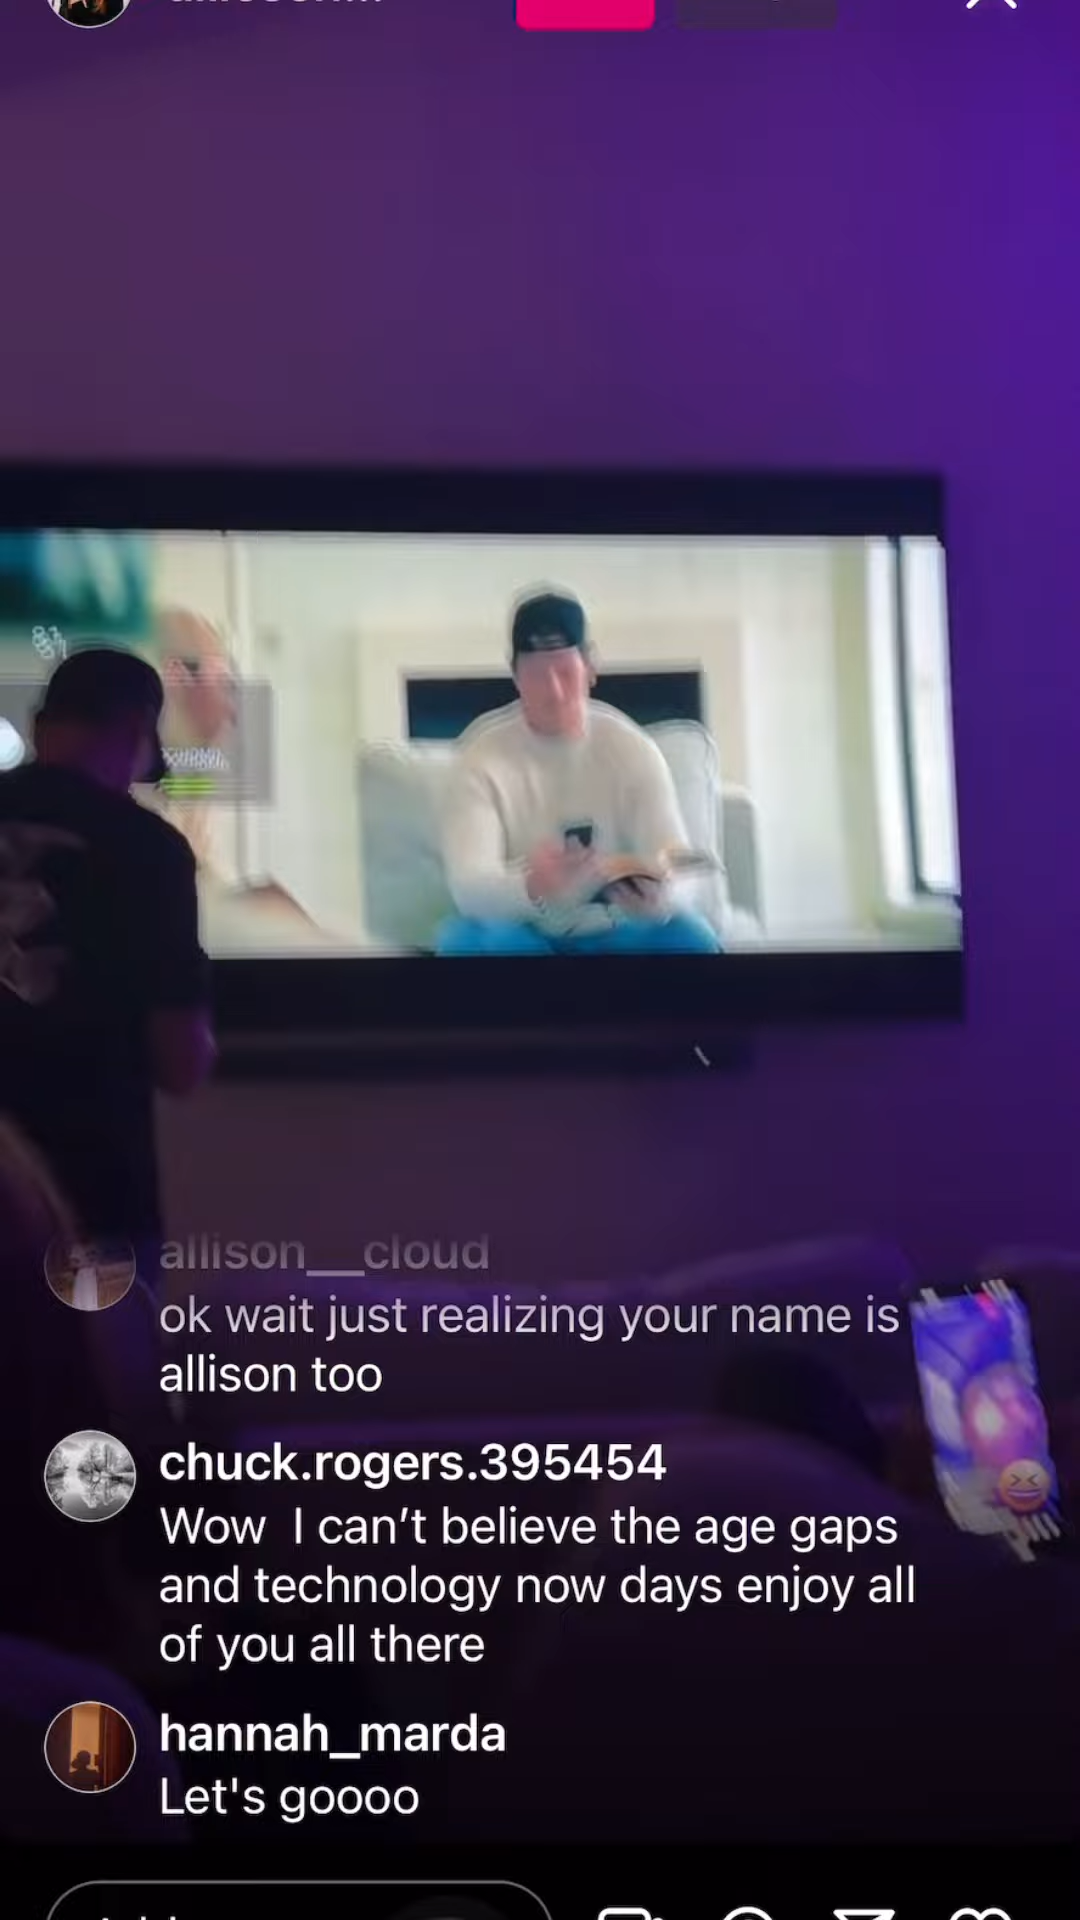 allison__cloud
ok wait just realizing your name is
allison too
chuck.rogers.395454
Wow  I can’t believe the age gaps
and technology now days enjoy all
of you all there
hannah_marda
Let's goooo